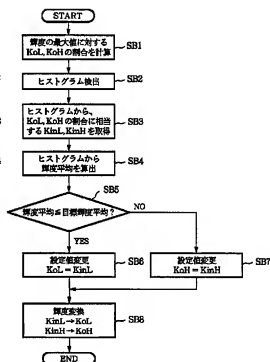 START
輝度の最大値に対する
KoL, KoHの割合を計算
SB1
ヒストグラム検出
SB2
ヒストグラムから、
KoL, KoHの割合に相当
するKinL, KinHを取得
SB3
ヒストグラムから
輝度平均を算出
SB4
SB5
輝度平均≦目標輝度平均?
NO
YES
設定値変更
KoL = KinL
SB6
設定値変更
KoH = KinH
SB7
輝度変換
KinL→KoL
KinH→KoH
SB8
END